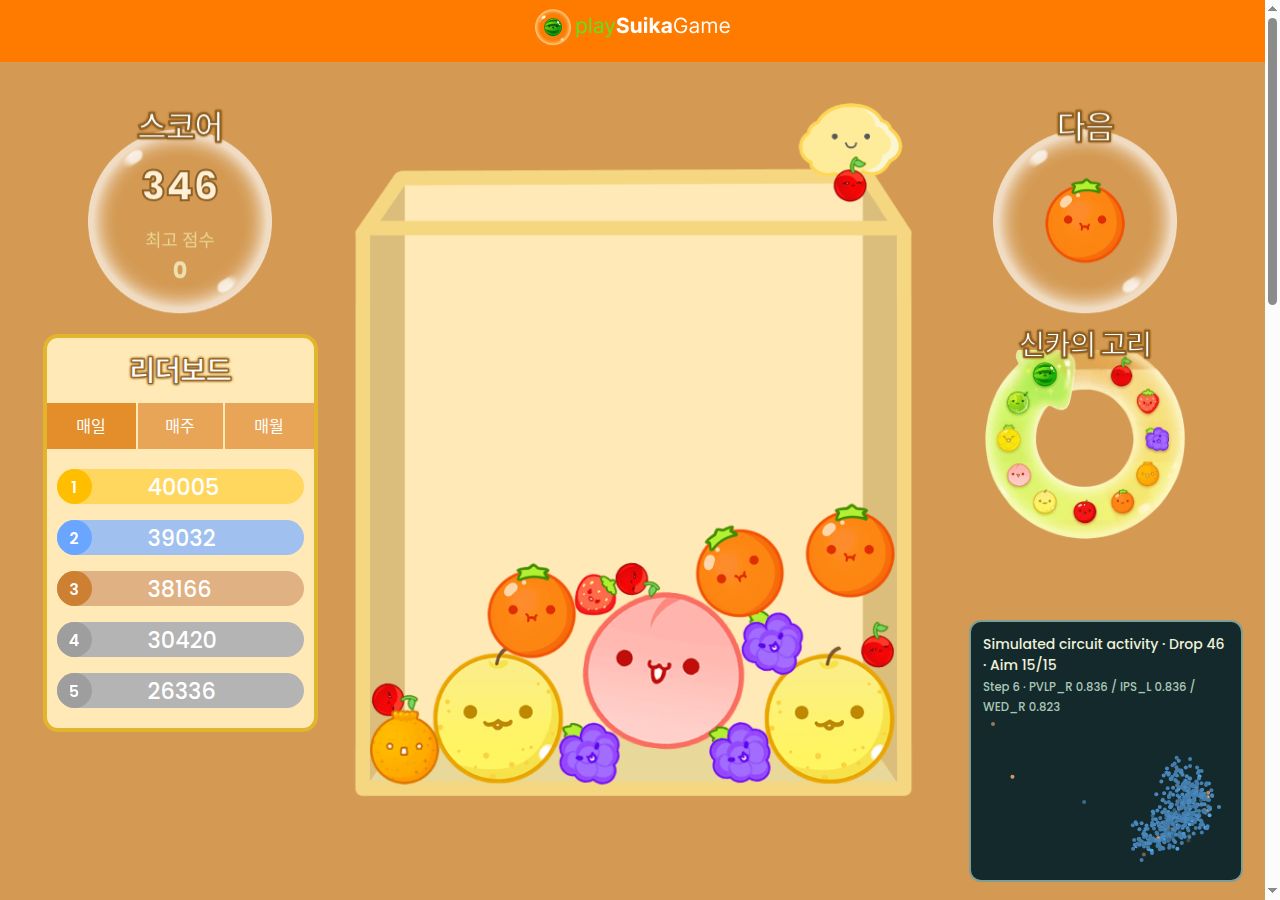 playSuikaGame
스코어
346
최고 점수
0
다음
신카의 고리
리더보드
매일 매주 매월
1 40005
2 39032
3 38166
4 30420
5 26336
Simulated circuit activity · Drop 46
· Aim 15/15
Step 6 · PVLP_R 0.836 / IPS_L 0.836 /
WED_R 0.823